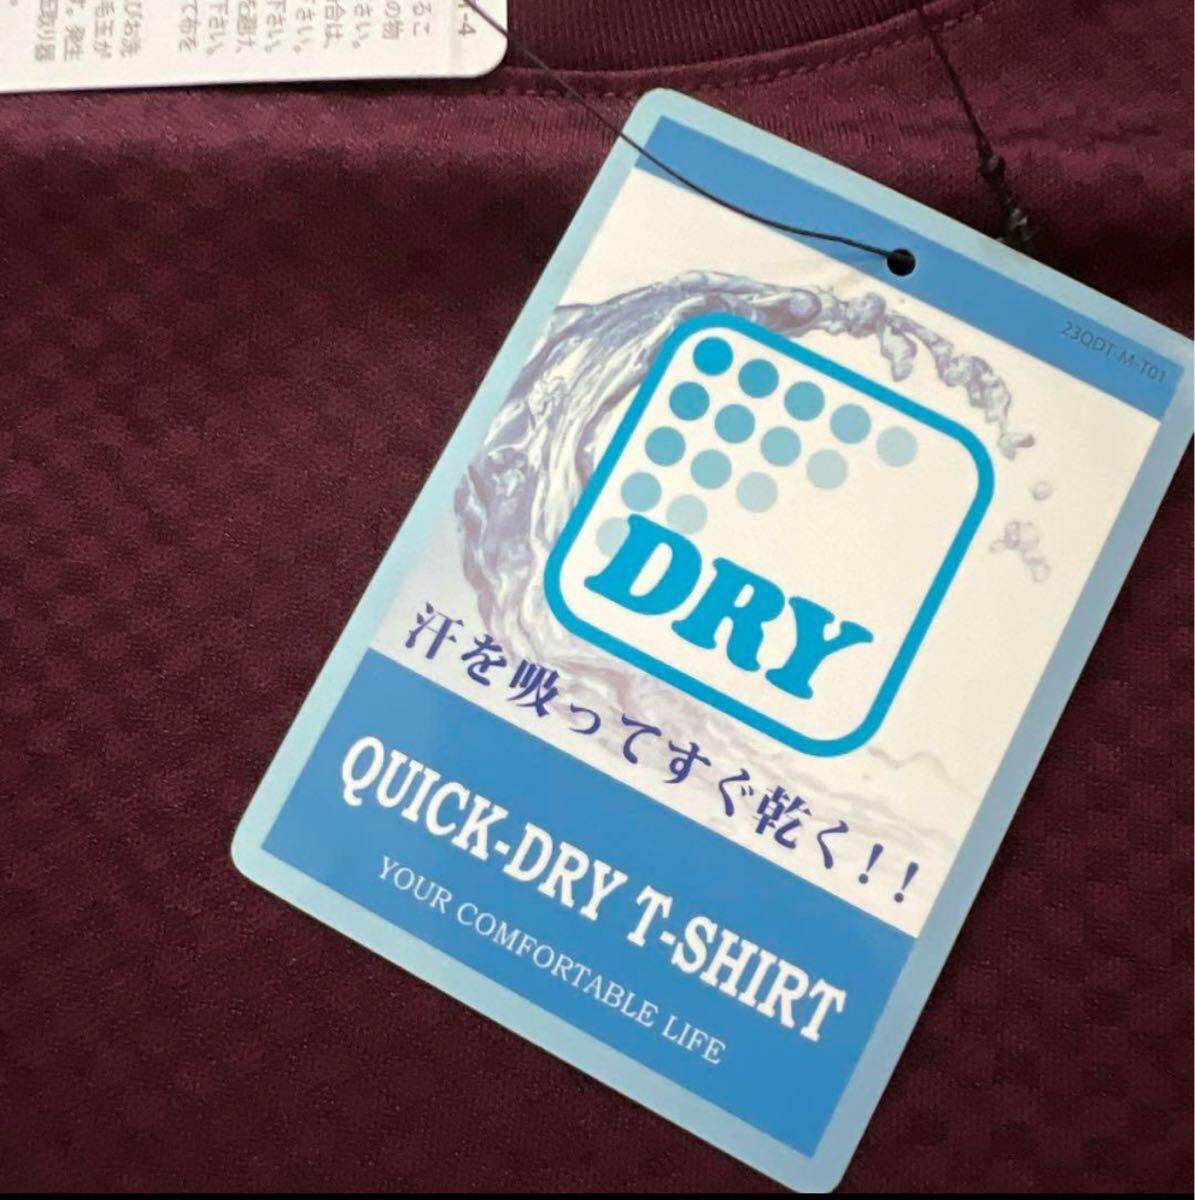 23QDT-M-T01
DRY
汗を吸ってすぐ乾く!!
QUICK-DRY T-SHIRT
YOUR COMFORTABLE LIFE